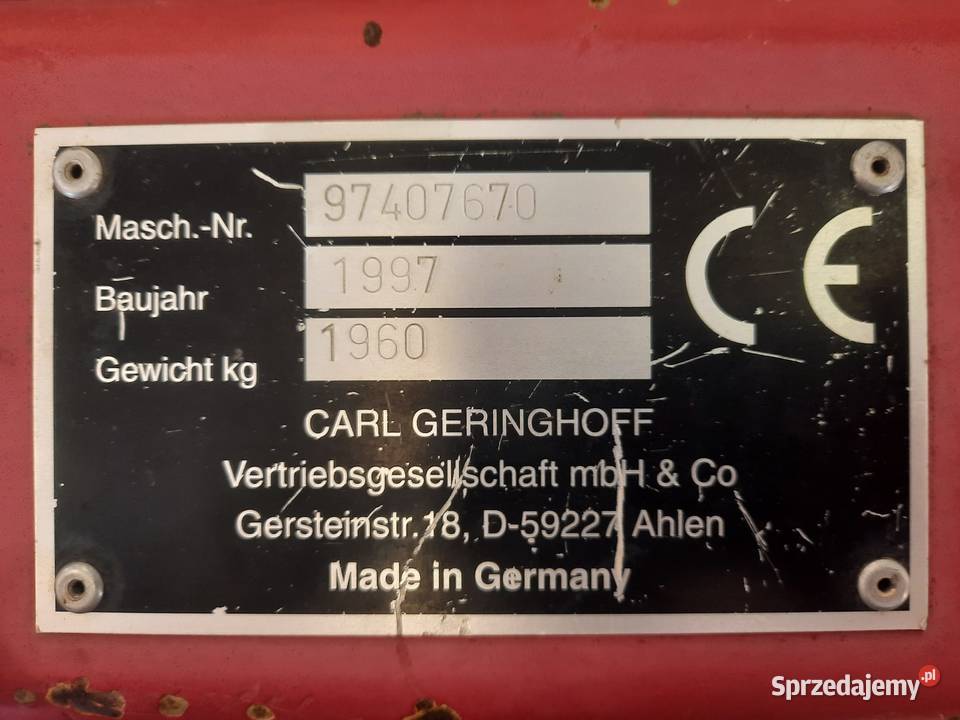 Masch.-Nr. 97407670
Baujahr 1997
Gewicht kg 1960
CE
CARL GERINGHOFF
Vertriebsgesellschaft mbH & Co
Gersteinstr.18, D-59227 Ahlen
Made in Germany
Sprzedajemy.pl